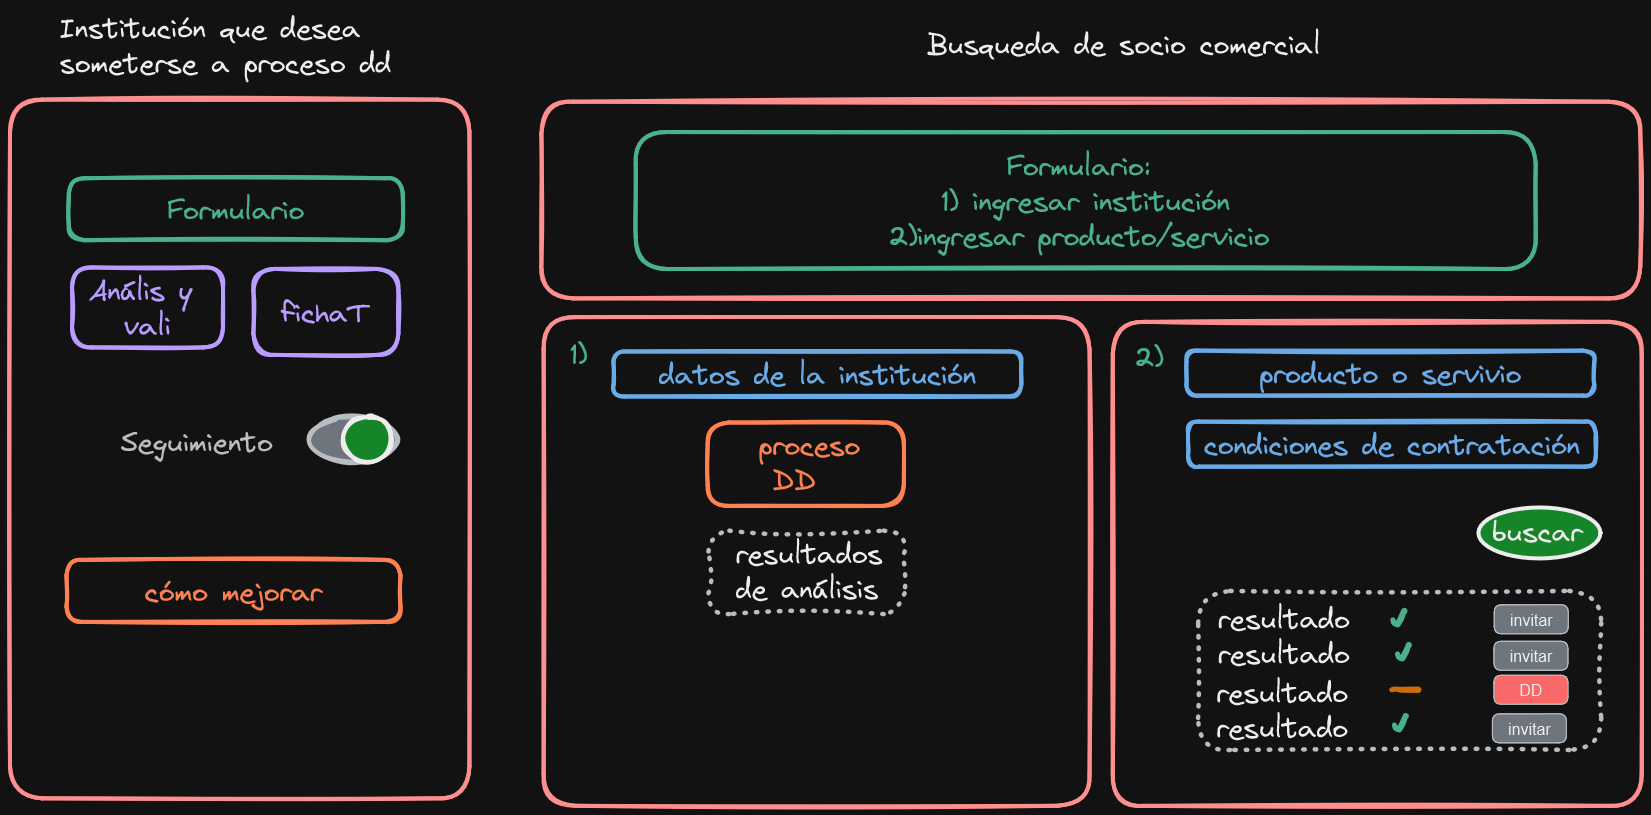 Institución que desea
someterse a proceso dd
Formulario
Anális y
vali
fichaT
Seguimiento
cómo mejorar
Busqueda de socio comercial
Formulario:
1) ingresar institución
2)ingresar producto/servicio
1)
datos de la institución
proceso
DD
resultados
de análisis
2)
producto o servivio
condiciones de contratación
buscar
resultado invitar
resultado invitar
resultado DD
resultado invitar